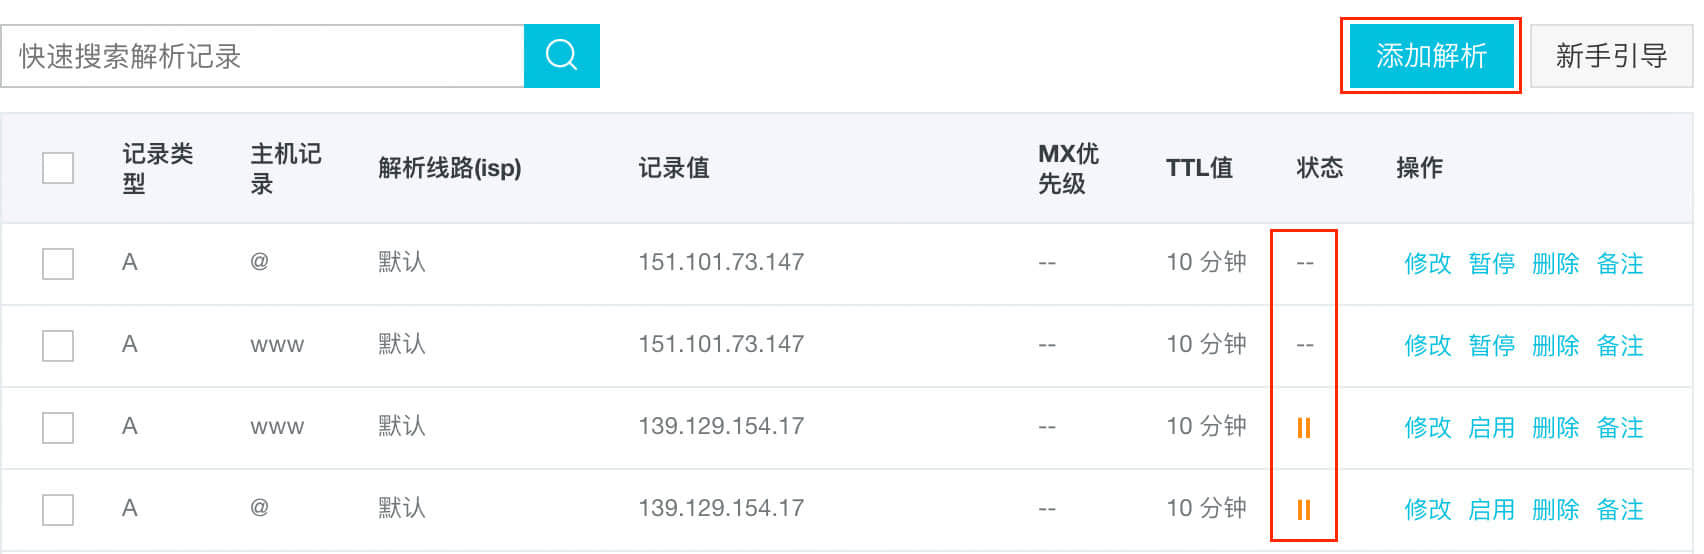 快速搜索解析记录
添加解析
新手引导
记录类型 主机记录 解析线路(isp) 记录值 MX优先级 TTL值 状态 操作
A @ 默认 151.101.73.147 -- 10 分钟 -- 修改 暂停 删除 备注
A www 默认 151.101.73.147 -- 10 分钟 -- 修改 暂停 删除 备注
A www 默认 139.129.154.17 -- 10 分钟 修改 启用 删除 备注
A @ 默认 139.129.154.17 -- 10 分钟 修改 启用 删除 备注